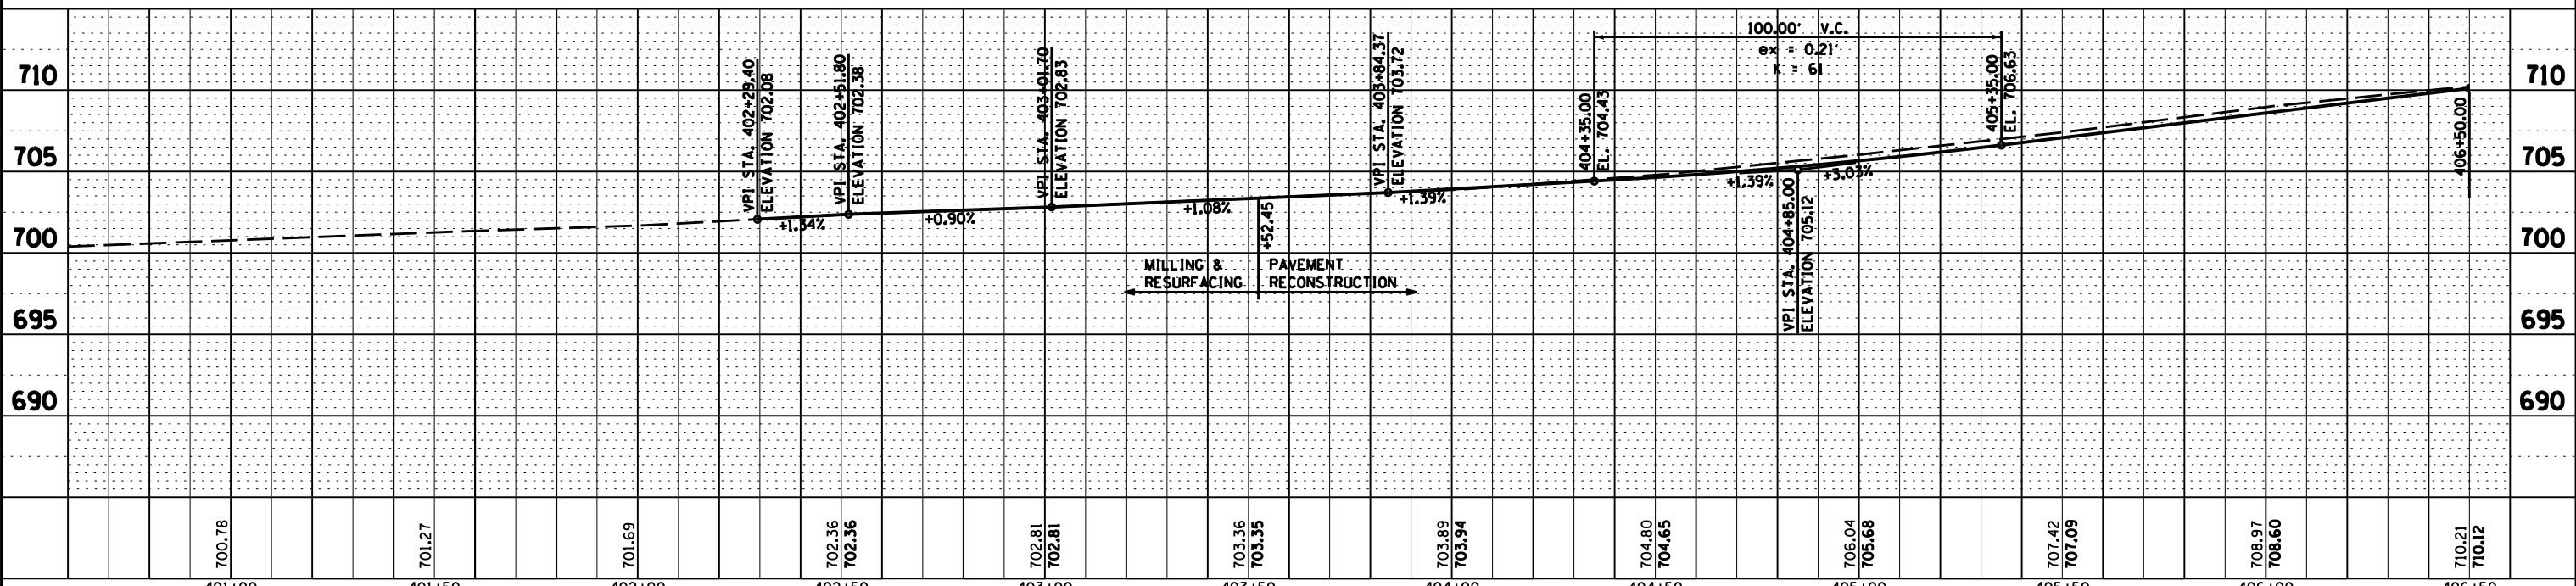 100.00' V.C.
ex = 0.21'
K = 61
710
705
700
695
690
VPI STA. 402+29.40
ELEVATION 702.08
VPI STA. 402+51.80
ELEVATION 702.38
VPI STA. 403+01.70
ELEVATION 702.83
VPI STA. 403+84.37
ELEVATION 703.72
404+35.00
EL. 704.43
405+35.00
EL. 706.63
406+50.00
710
705
700
695
690
+1.34%
+0.90%
+1.08%
+1.39%
+1.39%
+3.03%
+52.45
VPI STA. 404+85.00
ELEVATION 705.12
MILLING &
RESURFACING
PAVEMENT
RECONSTRUCTION
700.78
701.27
701.69
702.36
702.36
702.81
702.81
703.36
703.35
703.89
703.94
704.80
704.65
706.04
705.68
707.42
707.09
708.97
708.60
710.21
710.12